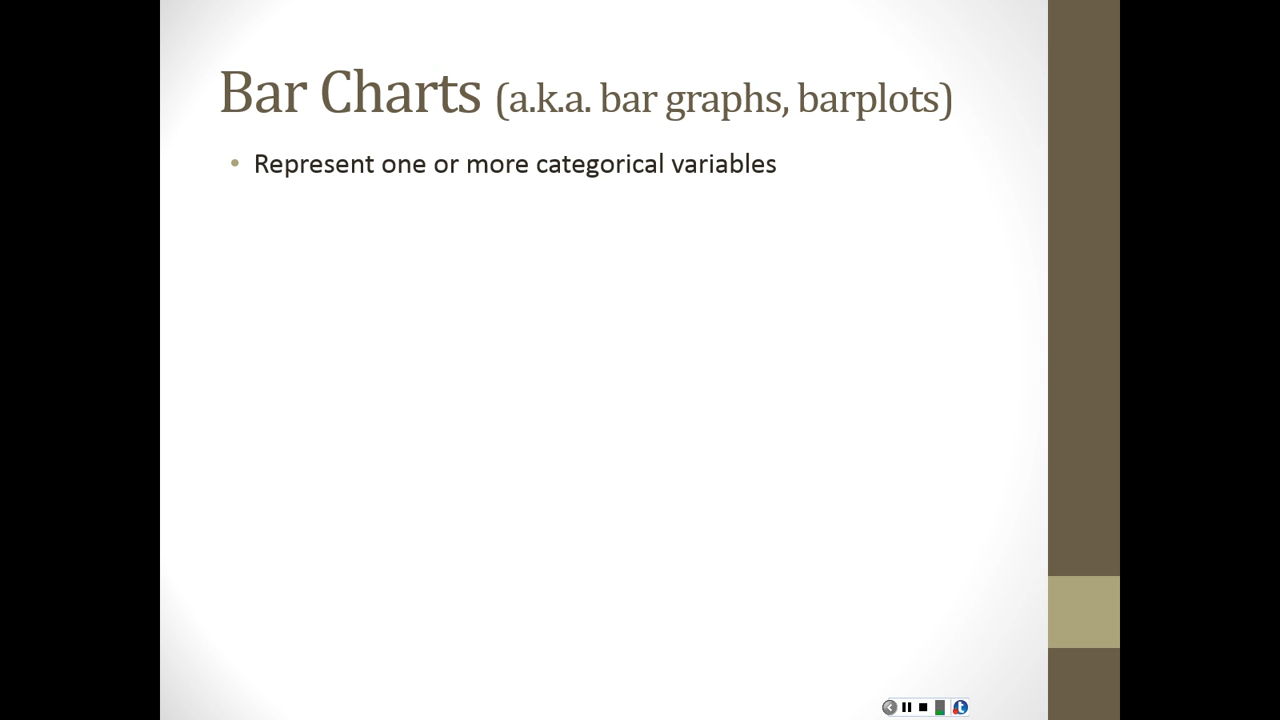 Bar Charts (a.k.a. bar graphs, barplots)
• Represent one or more categorical variables